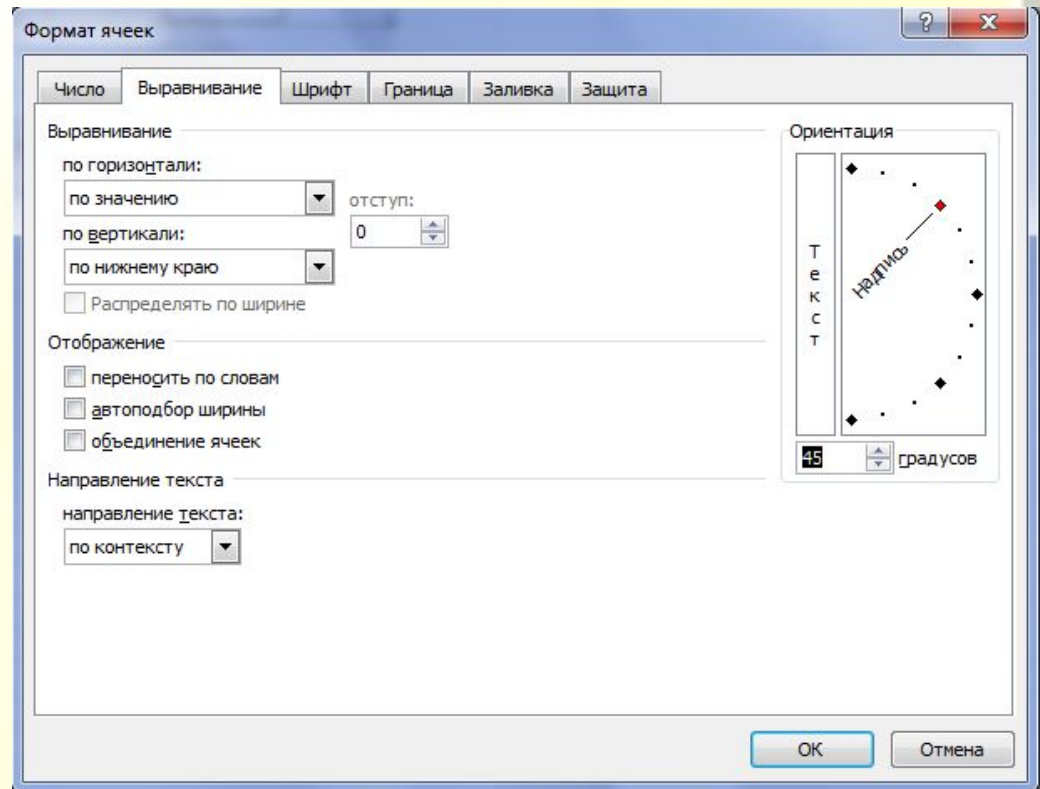 Формат ячеек
Число Выравнивание Шрифт Граница Заливка Защита
Выравнивание
по горизонтали:
по значению
отступ:
0
по вертикали:
по нижнему краю
Распределять по ширине
Отображение
переносить по словам
автоподбор ширины
объединение ячеек
Направление текста
направление текста:
по контексту
Ориентация
Текст
Надпись
45 градусов
ОК Отмена